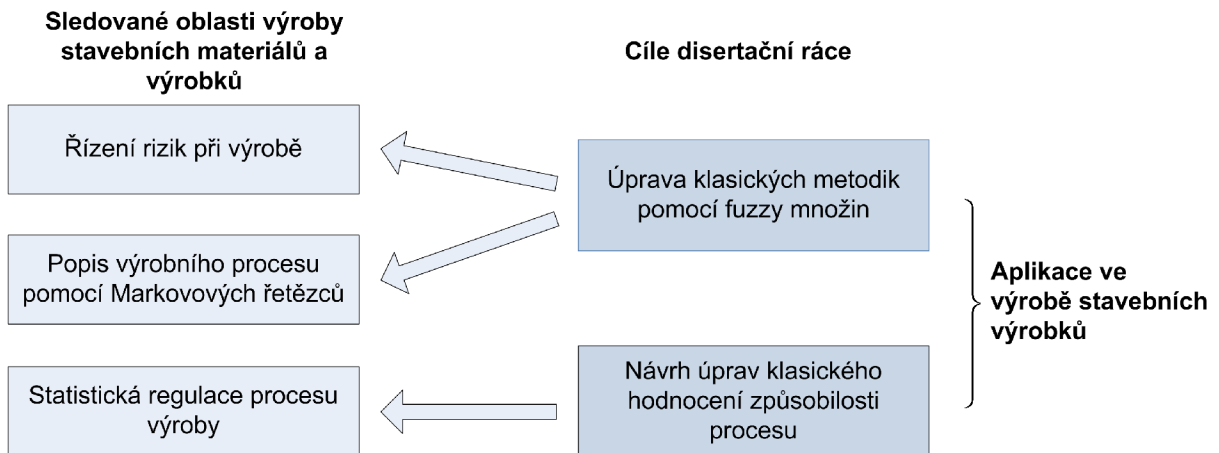 Sledované oblasti výroby
stavebních materiálů a
výrobků
Řízení rizik při výrobě
Popis výrobního procesu
pomocí Markovových řetězců
Statistická regulace procesu
výroby
Cíle disertační ráce
Úprava klasických metodik
pomocí fuzzy množin
Návrh úprav klasického
hodnocení způsobilosti
procesu
Aplikace ve
výrobě stavebních
výrobků